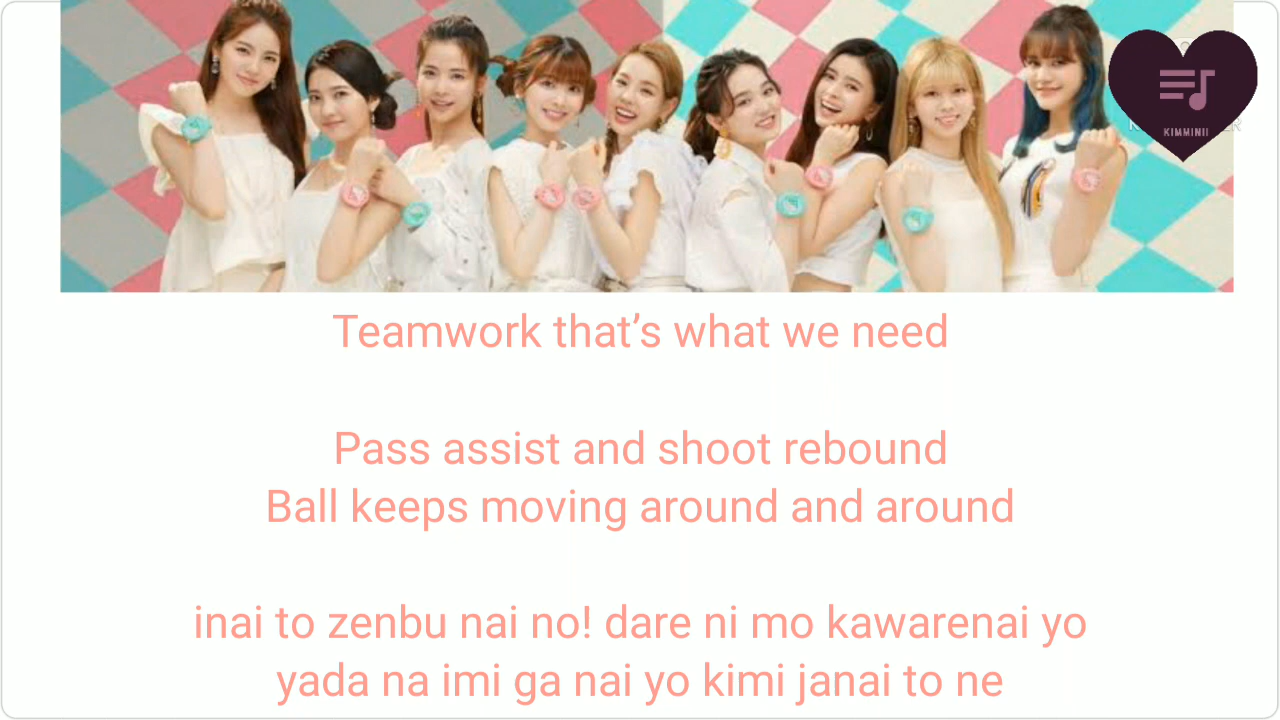 KIMMINII
Teamwork that’s what we need
Pass assist and shoot rebound
Ball keeps moving around and around
inai to zenbu nai no! dare ni mo kawarenai yo
yada na imi ga nai yo kimi janai to ne